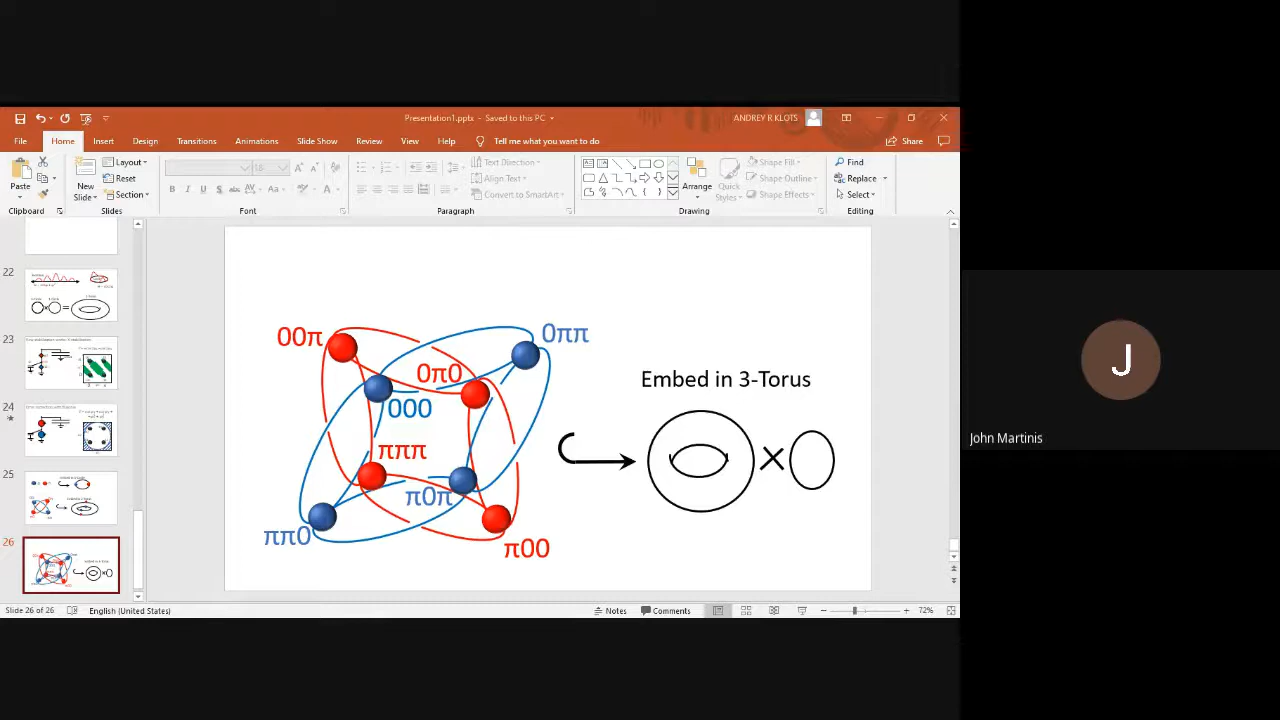 Presentation1.pptx - Saved to this PC
ANDREY R KLOTS
File Home Insert Design Transitions Animations Slide Show Review View Help Tell me what you want to do
Share
Paste
New
Slide
Layout
Reset
Section
18
B I U S ab AV Aa A
Text Direction
Align Text
Convert to SmartArt
Arrange
Quick
Styles
Shape Fill
Shape Outline
Shape Effects
Find
Replace
Select
Clipboard Slides Font Paragraph Drawing Editing
22
23
24
25
26
00π
0ππ
0π0
000
πππ
π0π
ππ0
π00
Embed in 3-Torus
×
J
John Martinis
Slide 26 of 26 English (United States) Notes Comments 72%